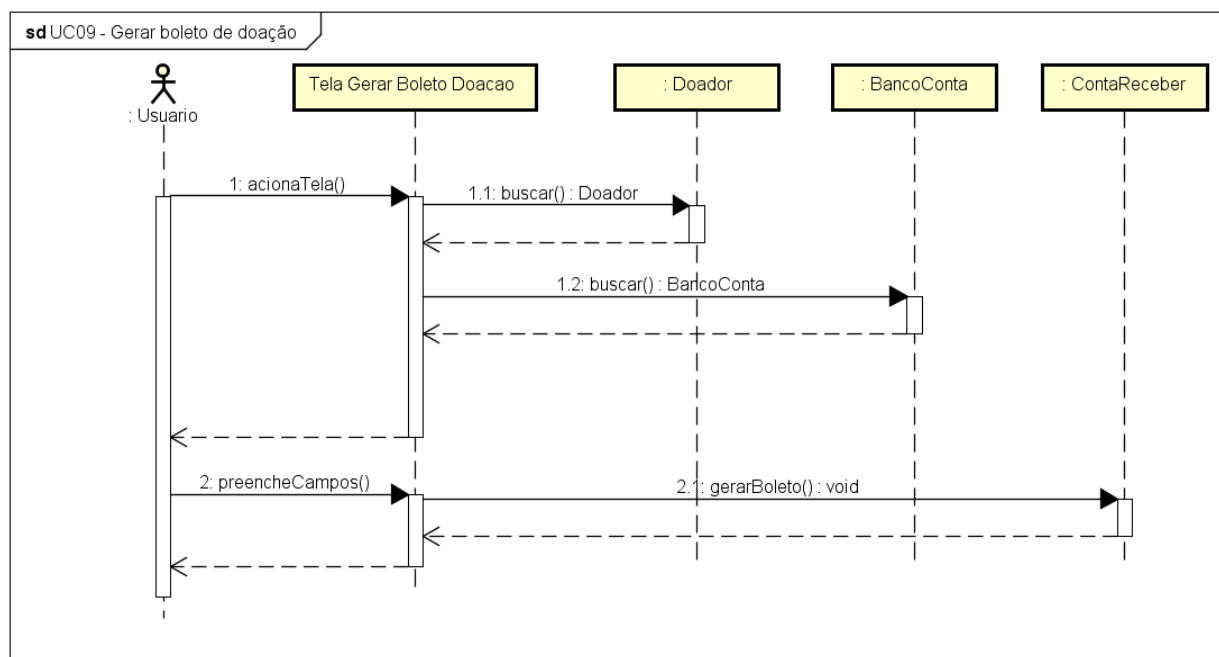 sd UC09 - Gerar boleto de doação
: Usuario
Tela Gerar Boleto Doacao
: Doador
: BancoConta
: ContaReceber
1: acionaTela()
1.1: buscar() : Doador
1.2: buscar() : BancoConta
2: preencheCampos()
2.1: gerarBoleto() : void